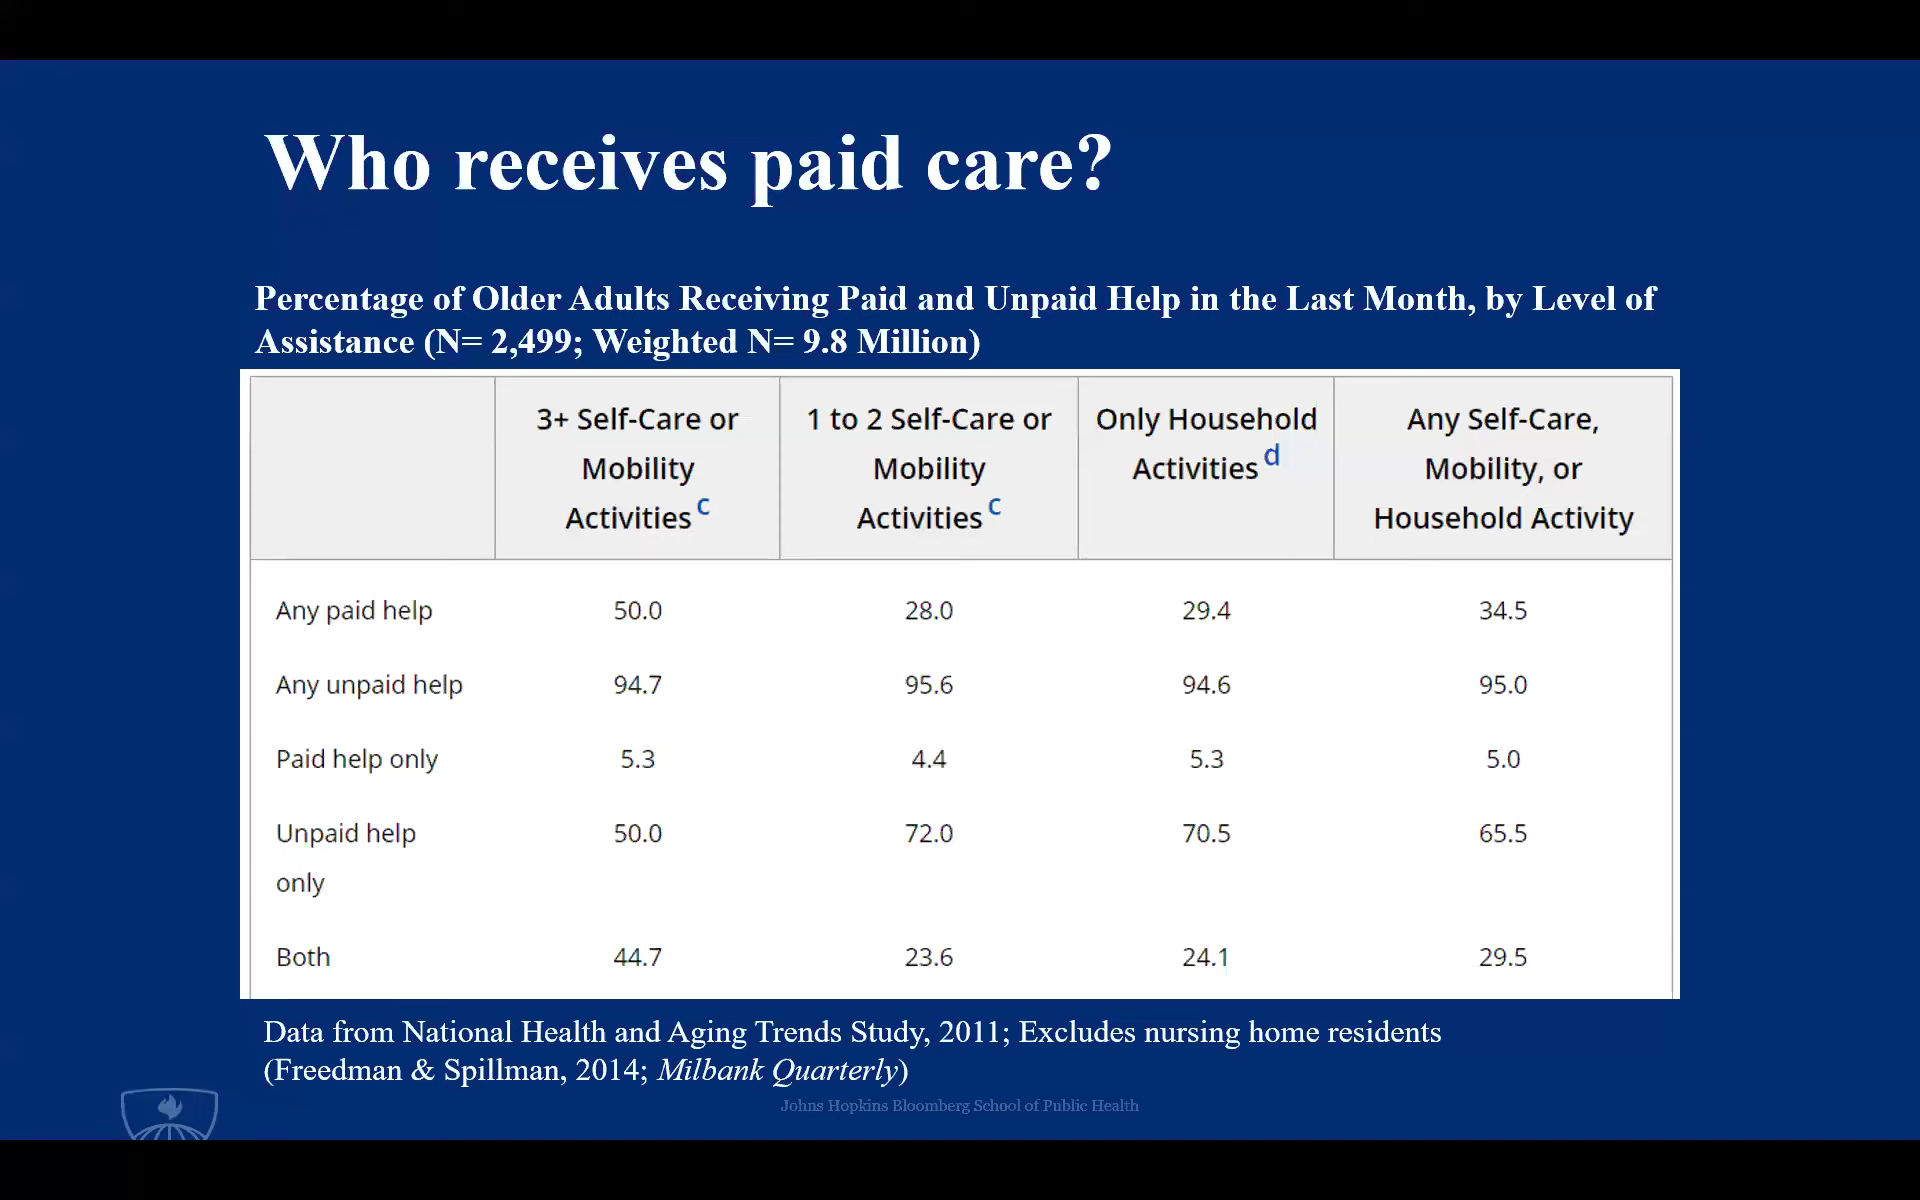 Who receives paid care?
Percentage of Older Adults Receiving Paid and Unpaid Help in the Last Month, by Level of
Assistance (N= 2,499; Weighted N= 9.8 Million)
3+ Self-Care or
Mobility
Activities c
1 to 2 Self-Care or
Mobility
Activities c
Only Household
Activities d
Any Self-Care,
Mobility, or
Household Activity
Any paid help 50.0 28.0 29.4 34.5
Any unpaid help 94.7 95.6 94.6 95.0
Paid help only 5.3 4.4 5.3 5.0
Unpaid help 50.0 72.0 70.5 65.5
only
Both 44.7 23.6 24.1 29.5
Data from National Health and Aging Trends Study, 2011; Excludes nursing home residents
(Freedman & Spillman, 2014; Milbank Quarterly)
Johns Hopkins Bloomberg School of Public Health